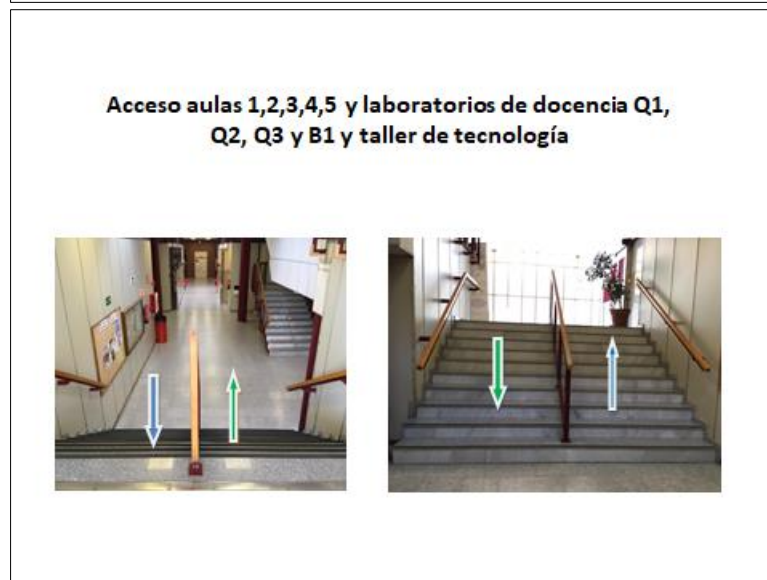 Acceso aulas 1,2,3,4,5 y laboratorios de docencia Q1,
Q2, Q3 y B1 y taller de tecnología